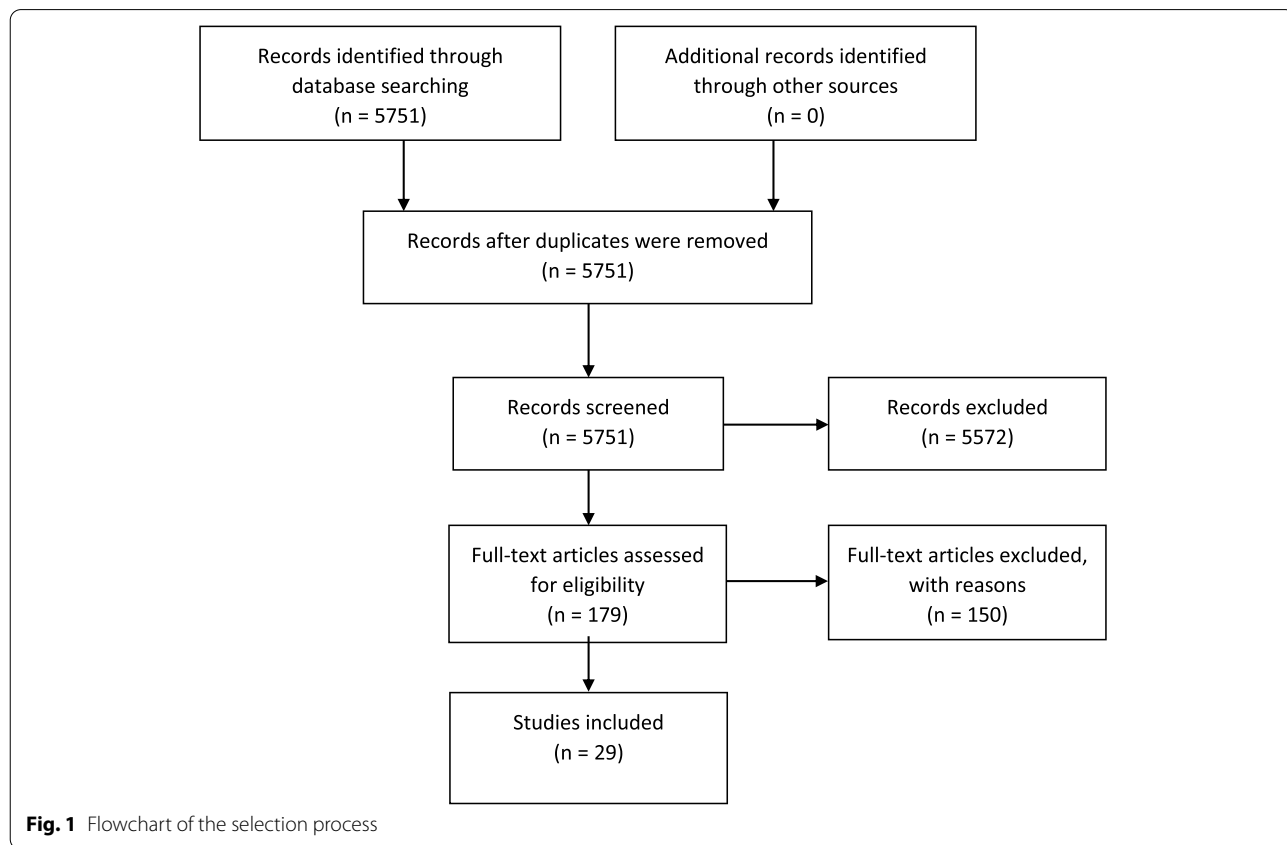 Records identified through
database searching
(n = 5751)
Additional records identified
through other sources
(n = 0)
Records after duplicates were removed
(n = 5751)
Records screened
(n = 5751)
Records excluded
(n = 5572)
Full-text articles assessed
for eligibility
(n = 179)
Full-text articles excluded,
with reasons
(n = 150)
Studies included
(n = 29)
Fig. 1 Flowchart of the selection process